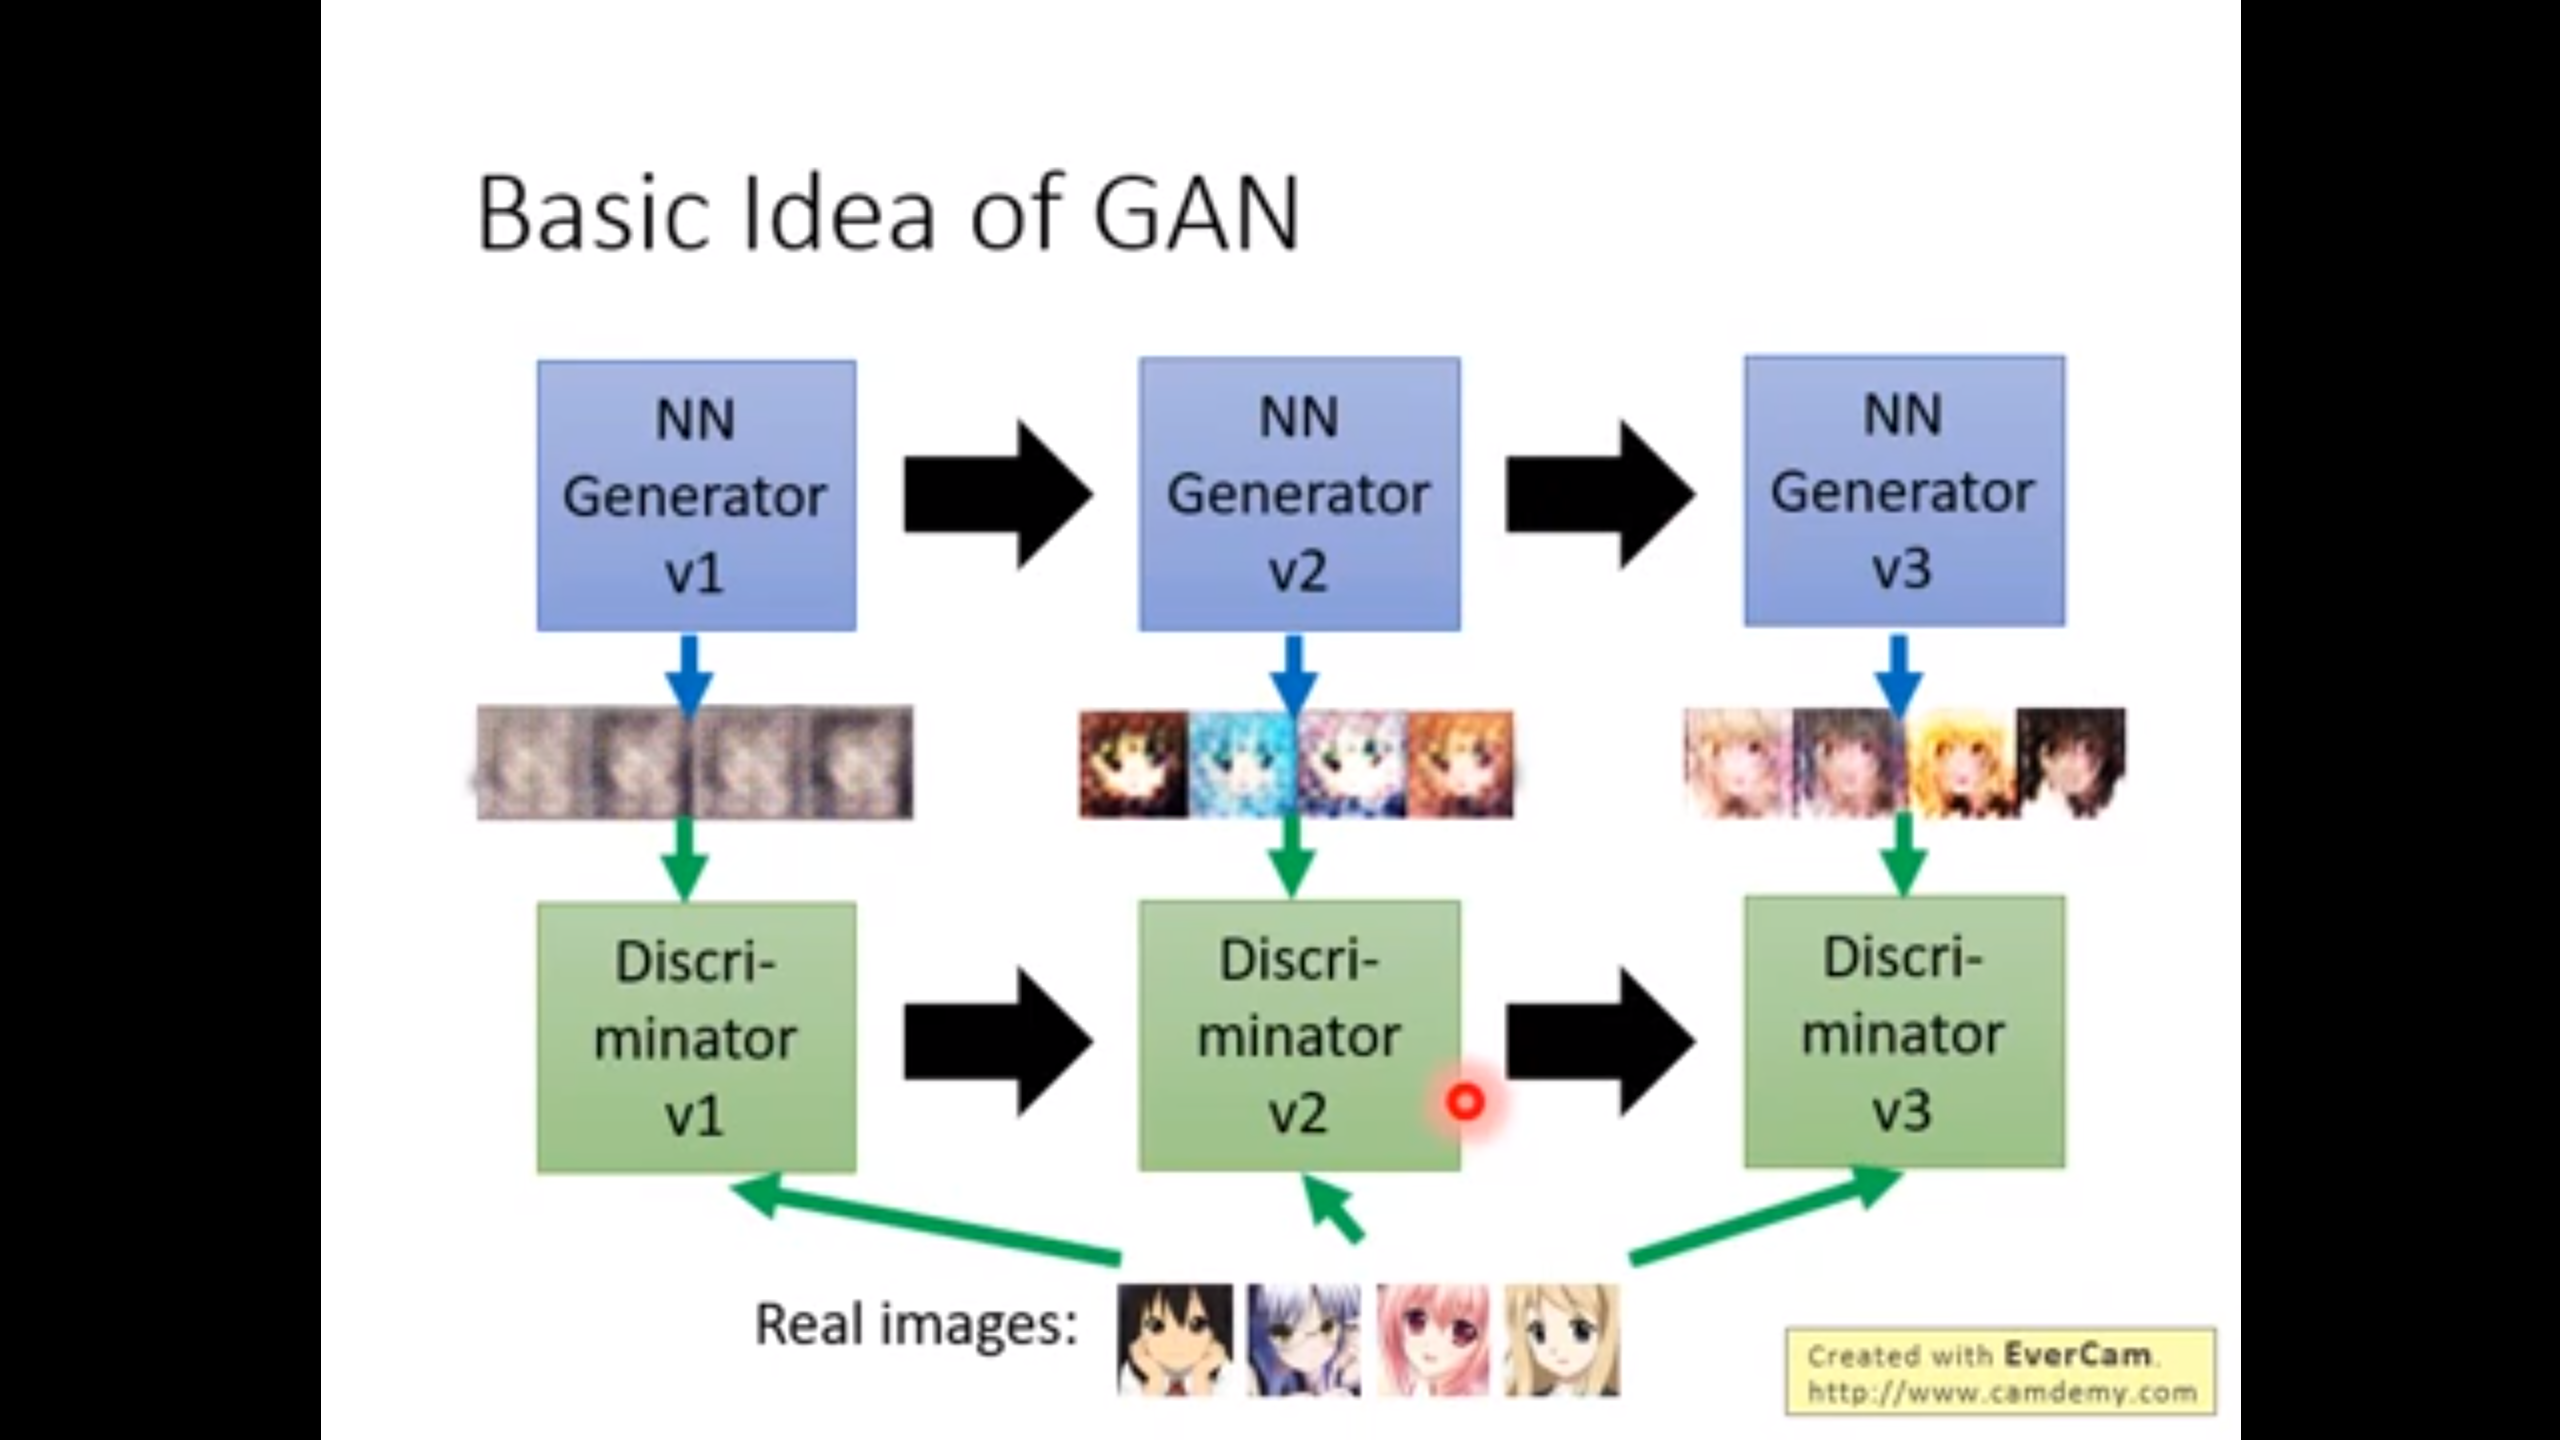 Basic Idea of GAN
NN
Generator
v1
NN
Generator
v2
NN
Generator
v3
Discri-
minator
v1
Discri-
minator
v2
Discri-
minator
v3
Real images:
Created with EverCam.
http://www.camdemy.com